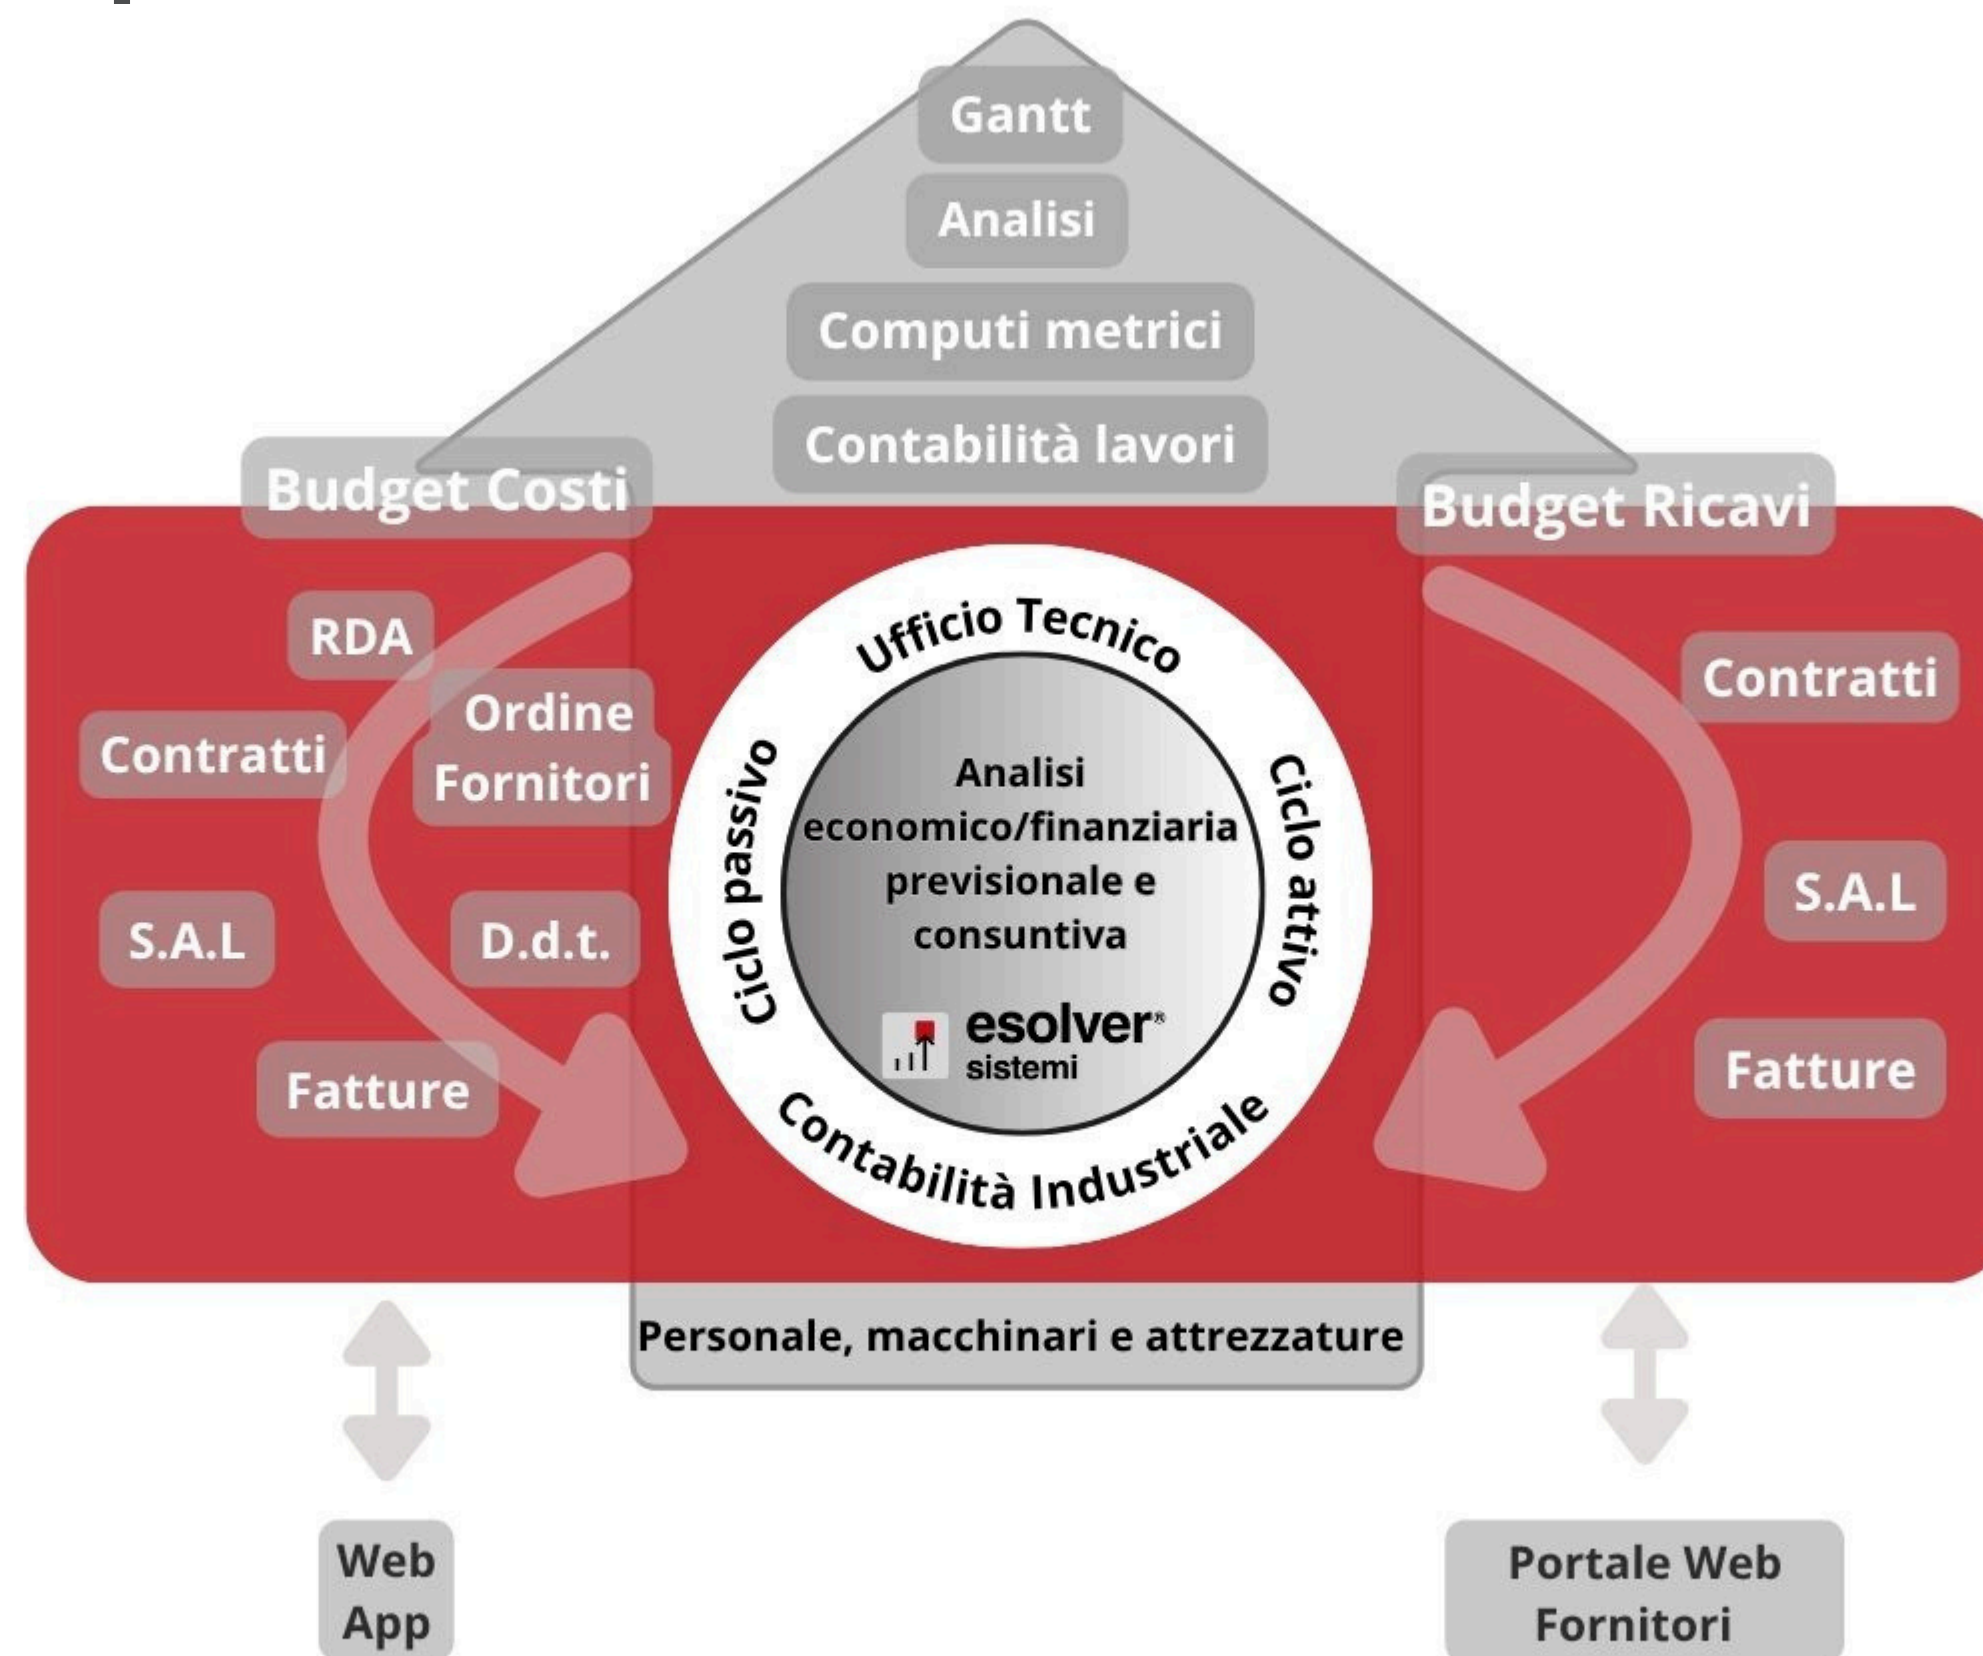 Gantt
Analisi
Computi metrici
Contabilità lavori
Budget Costi
Budget Ricavi
RDA
Ordine
Fornitori
Contratti
S.A.L
D.d.t.
Fatture
Ufficio Tecnico
Ciclo passivo
Ciclo attivo
Contabilità Industriale
Analisi
economico/finanziaria
previsionale e
consuntiva
esolver®
sistemi
Contratti
S.A.L
Fatture
Personale, macchinari e attrezzature
Web
App
Portale Web
Fornitori